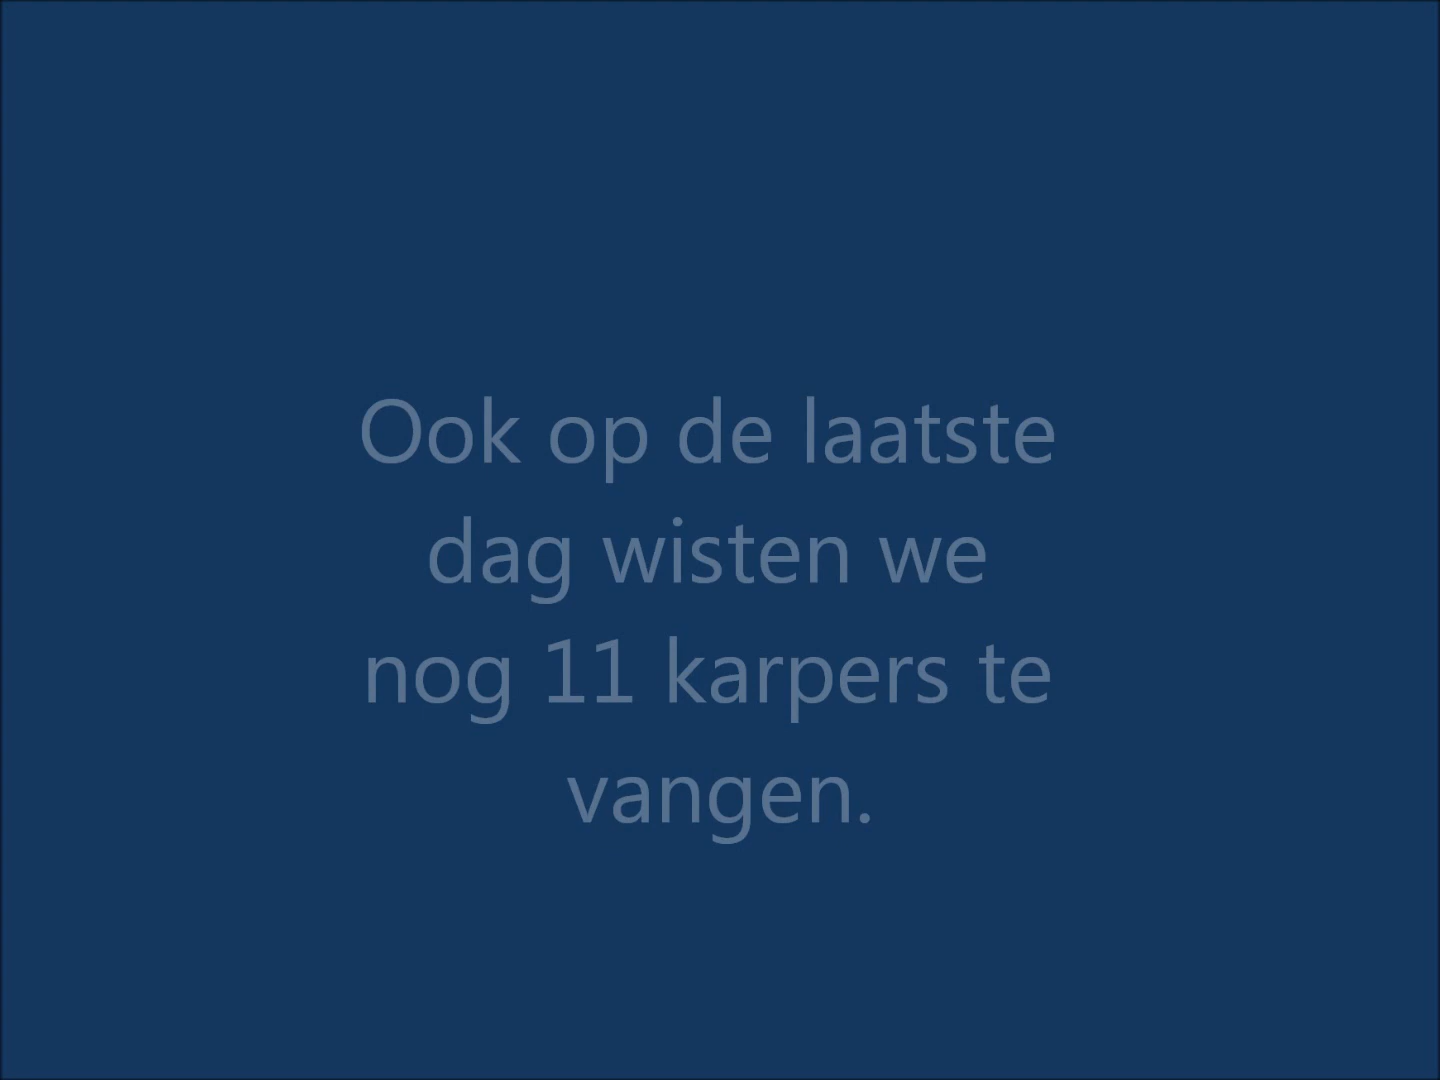 Ook op de laatste
dag wisten we
nog 11 karpers te
vangen.